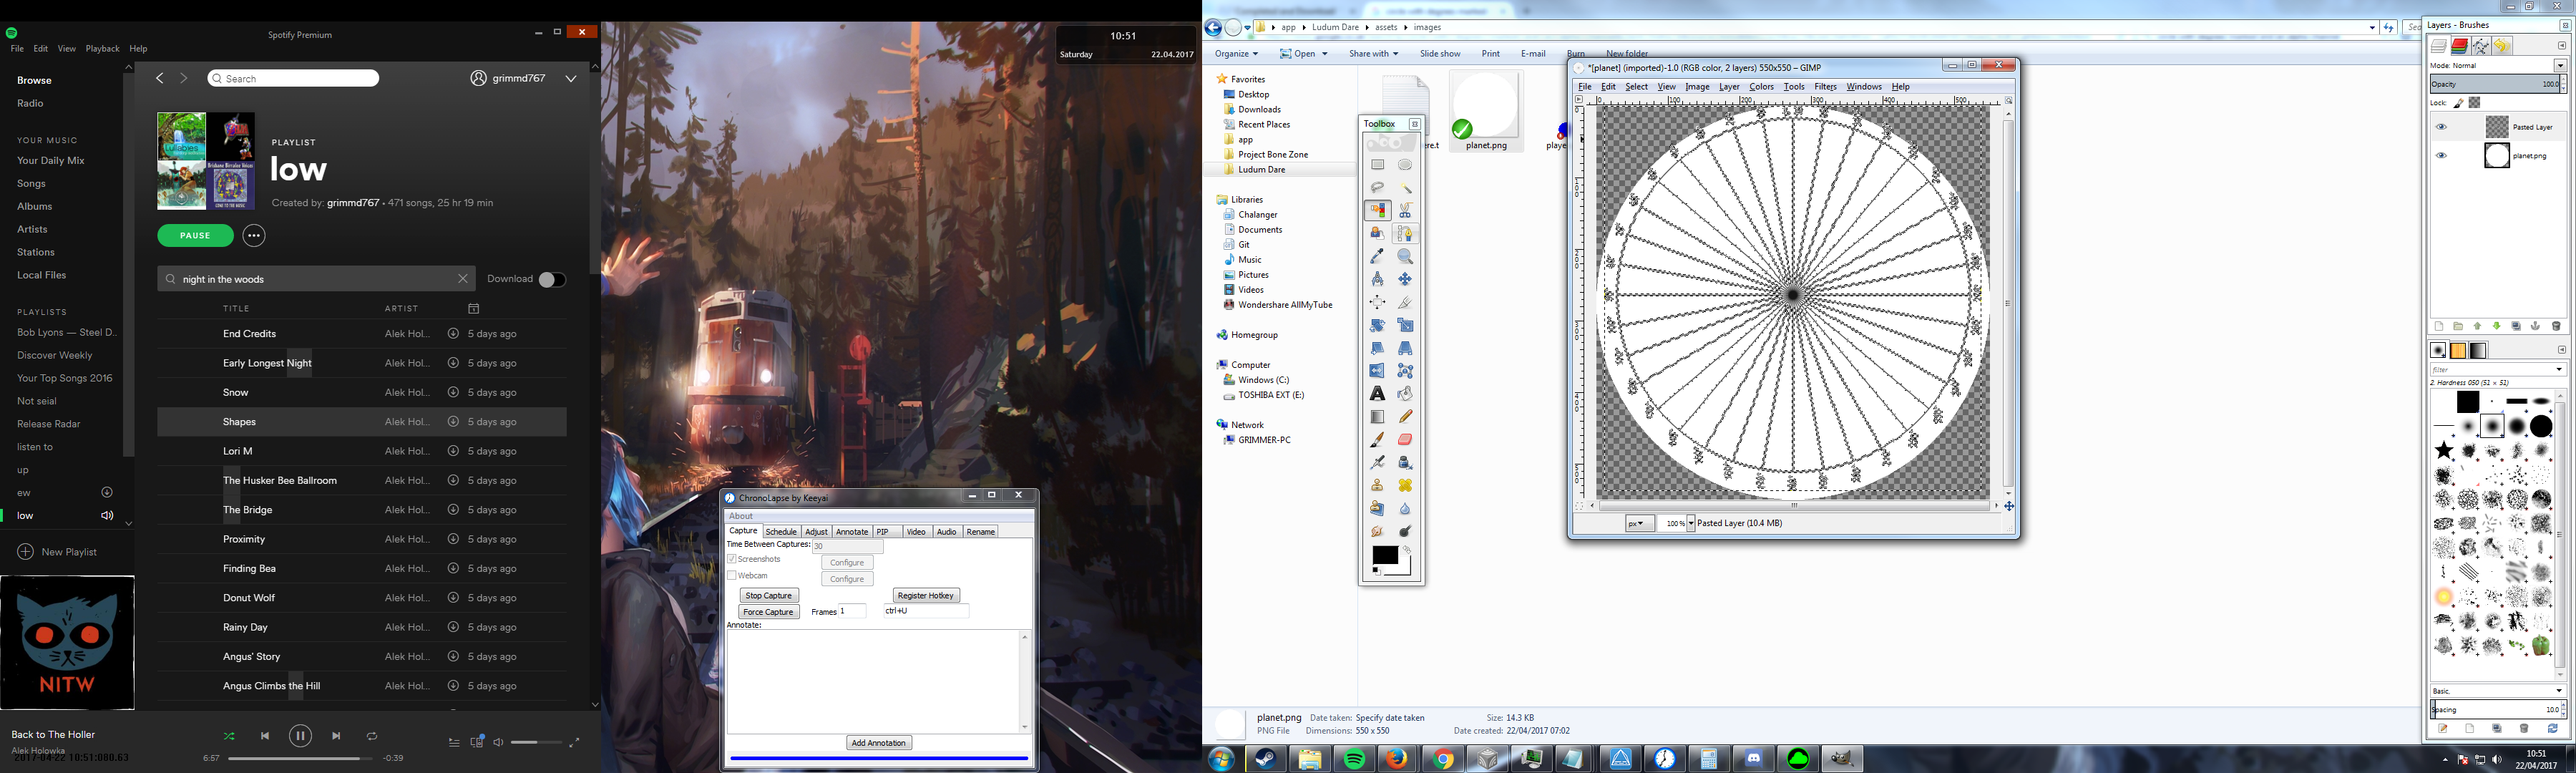 Spotify Premium
File Edit View Playback Help
Browse
Radio
YOUR MUSIC
Your Daily Mix
Songs
Albums
Artists
Stations
Local Files
PLAYLISTS
Bob Lyons — Steel D..
Discover Weekly
Your Top Songs 2016
Not seial
Release Radar
listen to
up
ew
low
New Playlist
NITW
Search
grimmd767
Lullabies
PLAYLIST
low
Created by: grimmd767 • 471 songs, 25 hr 19 min
PAUSE
night in the woods
Download
TITLE ARTIST
End Credits Alek Hol... 5 days ago
Early Longest Night Alek Hol... 5 days ago
Snow Alek Hol... 5 days ago
Shapes Alek Hol... 5 days ago
Lori M Alek Hol... 5 days ago
The Husker Bee Ballroom Alek Hol... 5 days ago
The Bridge Alek Hol... 5 days ago
Proximity Alek Hol... 5 days ago
Finding Bea Alek Hol... 5 days ago
Donut Wolf Alek Hol... 5 days ago
Rainy Day Alek Hol... 5 days ago
Angus' Story Alek Hol... 5 days ago
Angus Climbs the Hill Alek Hol... 5 days ago
Back to The Holler
Alek Holowka
2017-04-22 10:51:080.63
6:57 -0:39
10:51
Saturday 22.04.2017
ChronoLapse by Keeyai
About
Capture Schedule Adjust Annotate PIP Video Audio Rename
Time Between Captures: 30
Screenshots Configure
Webcam Configure
Stop Capture Register Hotkey
Force Capture Frames 1 ctrl+U
Annotate:
Add Annotation
app Ludum Dare assets images
Organize Open Share with Slide show Print E-mail Burn New folder
Favorites
Desktop
Downloads
Recent Places
app
Project Bone Zone
Ludum Dare
Libraries
Chalanger
Documents
Git
Music
Pictures
Videos
Wondershare AllMyTube
Homegroup
Computer
Windows (C:)
TOSHIBA EXT (E:)
Network
GRIMMER-PC
planet.png
Toolbox
*[planet] (imported)-1.0 (RGB color, 2 layers) 550x550 – GIMP
File Edit Select View Image Layer Colors Tools Filters Windows Help
0 100 200 300 400 500
px 100% Pasted Layer (10.4 MB)
planet.png Date taken: Specify date taken Size: 14.3 KB
PNG File Dimensions: 550 x 550 Date created: 22/04/2017 07:02
Layers - Brushes
Mode: Normal
Opacity 100.0
Lock:
Pasted Layer
planet.png
filter
2. Hardness 050 (51 × 51)
Basic,
Spacing 10.0
10:51
22/04/2017